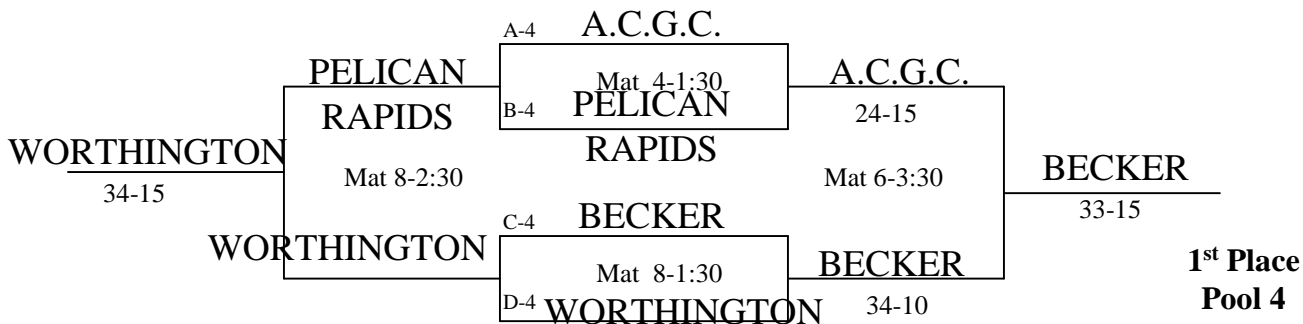 A-4 A.C.G.C.
PELICAN
RAPIDS
Mat 4-1:30
A.C.G.C.
B-4 PELICAN
RAPIDS
24-15
WORTHINGTON
34-15
Mat 8-2:30
Mat 6-3:30
BECKER
33-15
C-4 BECKER
WORTHINGTON
Mat 8-1:30
BECKER
34-10
D-4 WORTHINGTON
1st Place
Pool 4